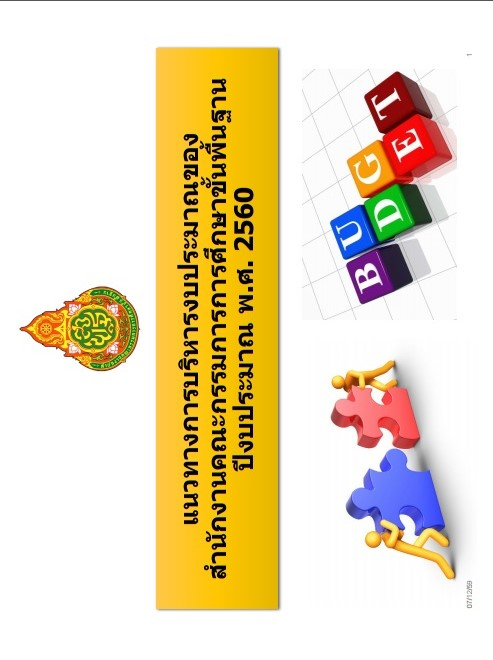 แนวทางการบริหารงบประมาณของ
สำนักงานคณะกรรมการการศึกษาขั้นพื้นฐาน
ปีงบประมาณ พ.ศ. 2560
BUDGET
07/12/59
1